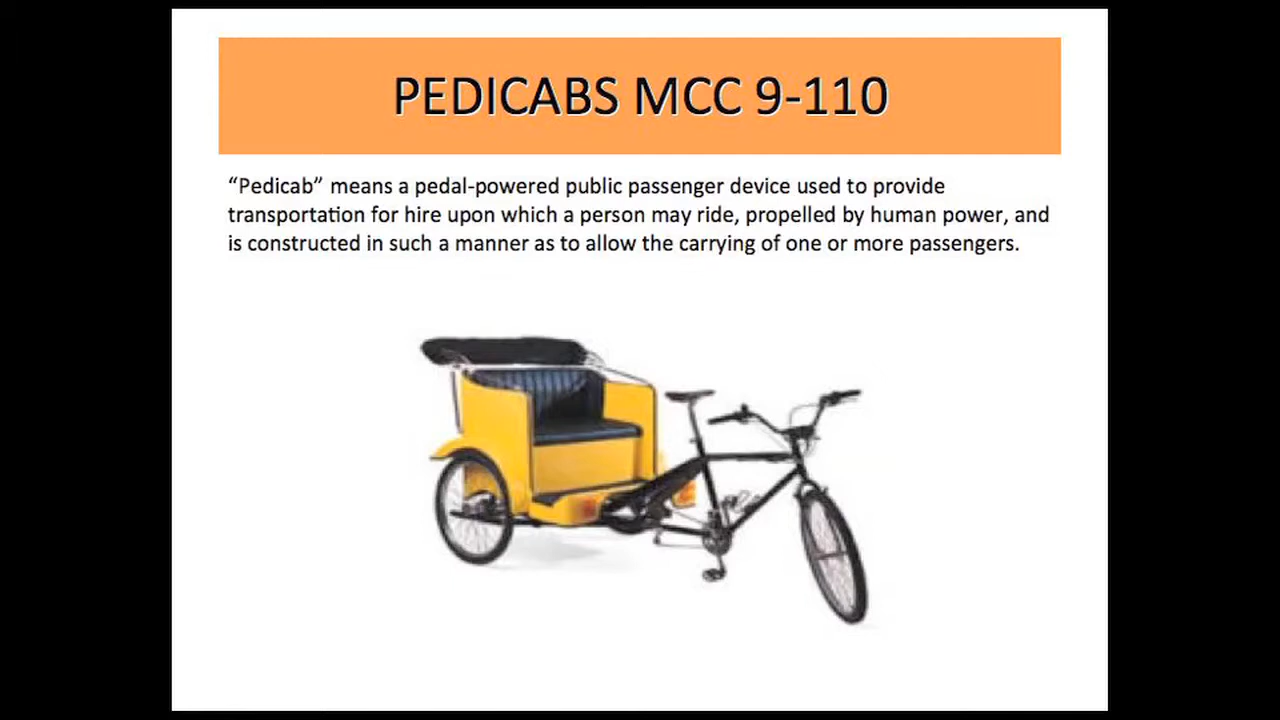 PEDICABS MCC 9-110
“Pedicab” means a pedal-powered public passenger device used to provide
transportation for hire upon which a person may ride, propelled by human power, and
is constructed in such a manner as to allow the carrying of one or more passengers.